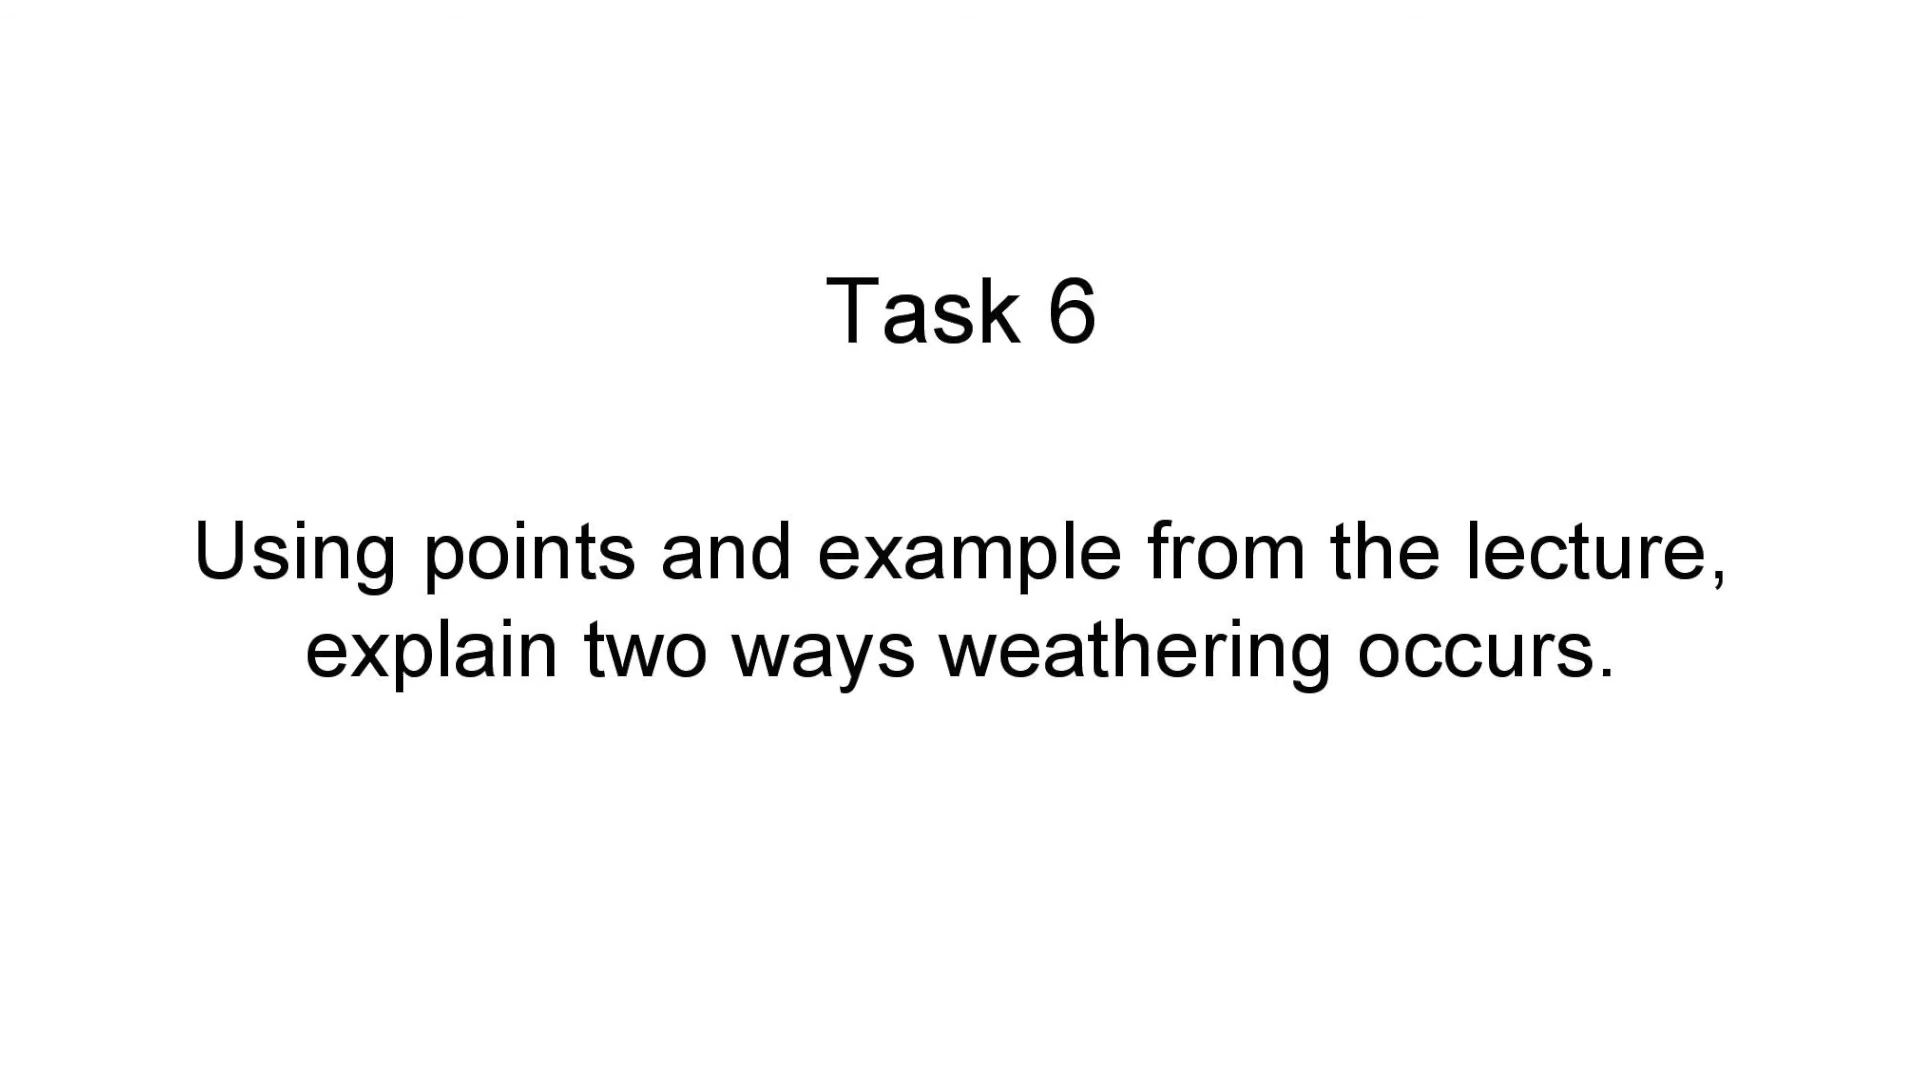 Task 6
Using points and example from the lecture,
explain two ways weathering occurs.